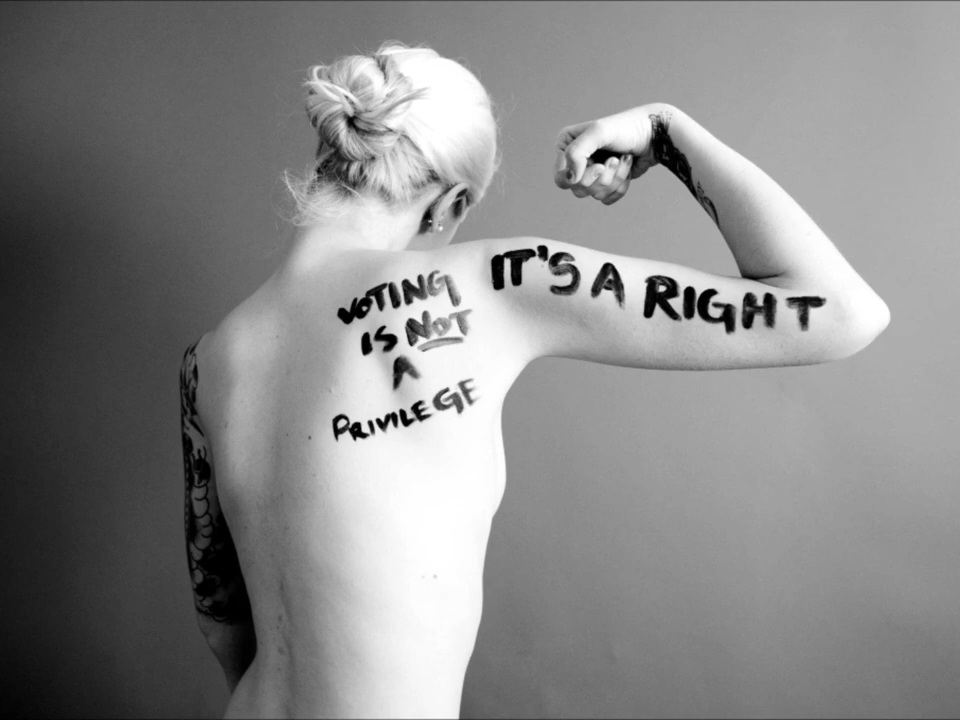 VOTING
IS NOT
A
PRIVILEGE
IT'S A RIGHT